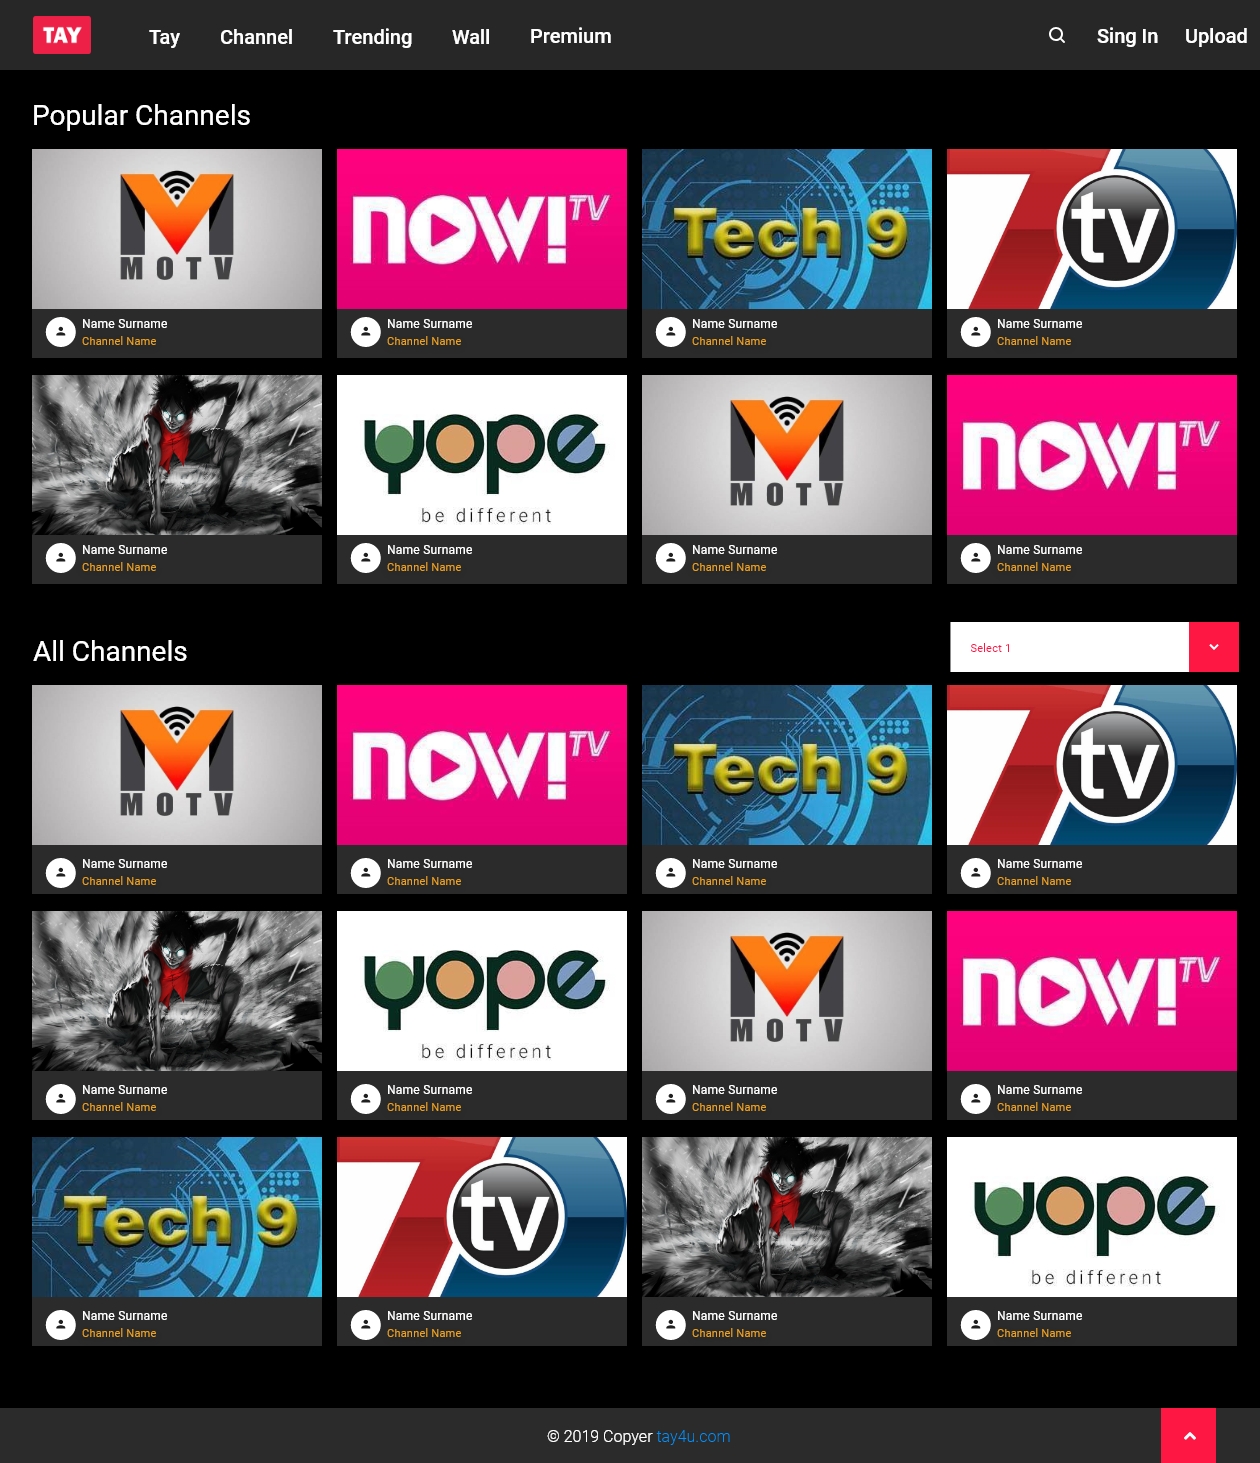 TAY
Tay Channel Trending Wall Premium Sing In Upload
Popular Channels
MOTV
now! TV
Tech 9
7 tv
Name Surname
Channel Name
Name Surname
Channel Name
Name Surname
Channel Name
Name Surname
Channel Name
yope
be different
MOTV
now! TV
Name Surname
Channel Name
Name Surname
Channel Name
Name Surname
Channel Name
Name Surname
Channel Name
All Channels
Select 1
MOTV
now! TV
Tech 9
7 tv
Name Surname
Channel Name
Name Surname
Channel Name
Name Surname
Channel Name
Name Surname
Channel Name
yope
be different
MOTV
now! TV
Name Surname
Channel Name
Name Surname
Channel Name
Name Surname
Channel Name
Name Surname
Channel Name
Tech 9
7 tv
yope
be different
Name Surname
Channel Name
Name Surname
Channel Name
Name Surname
Channel Name
Name Surname
Channel Name
© 2019 Copyer tay4u.com